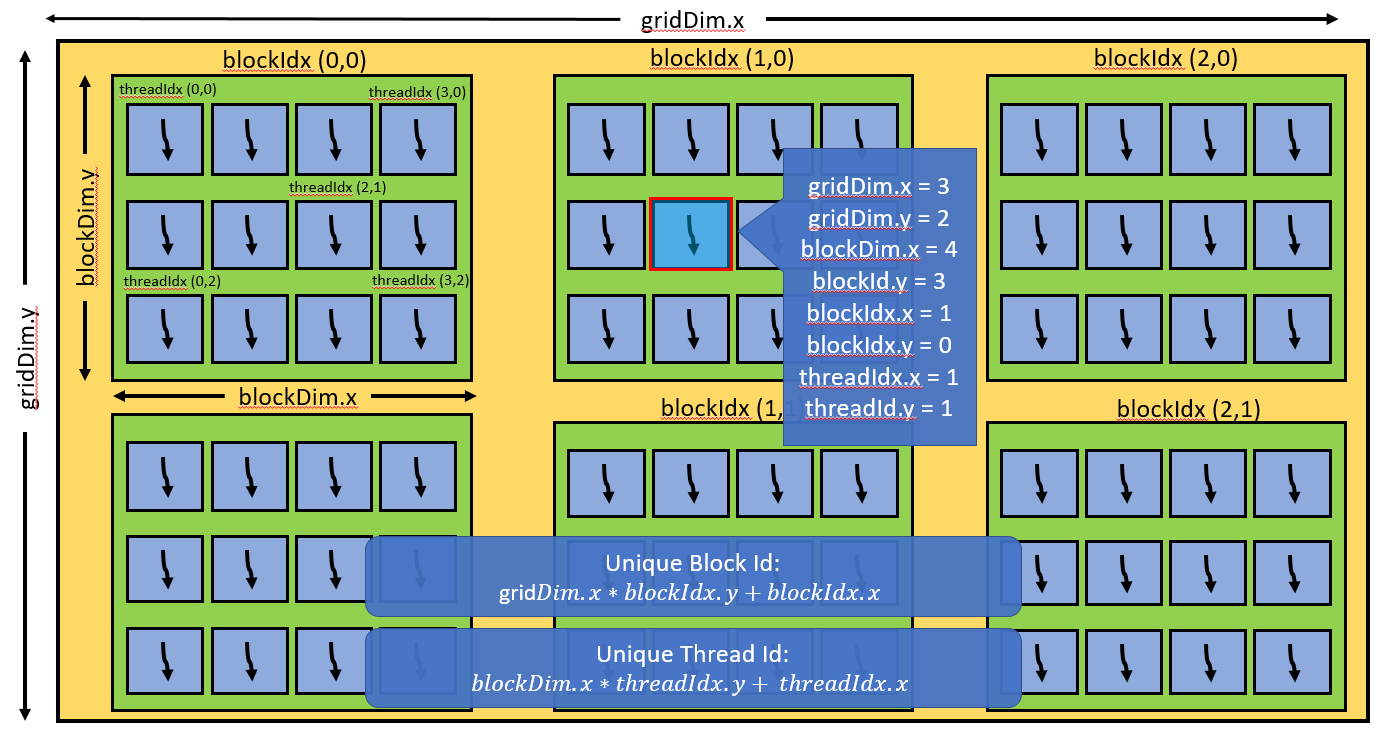 gridDim.x
gridDim.y
blockIdx (0,0)
blockIdx (1,0)
blockIdx (2,0)
blockDim.y
threadIdx (0,0)
threadIdx (3,0)
threadIdx (2,1)
threadIdx (0,2)
threadIdx (3,2)
gridDim.x = 3
gridDim.y = 2
blockDim.x = 4
blockId.y = 3
blockIdx.x = 1
blockIdx.y = 0
threadIdx.x = 1
threadId.y = 1
blockDim.x
blockIdx (1,1)
blockIdx (2,1)
Unique Block Id:
gridDim.x * blockIdx.y + blockIdx.x
Unique Thread Id:
blockDim.x * threadIdx.y + threadIdx.x